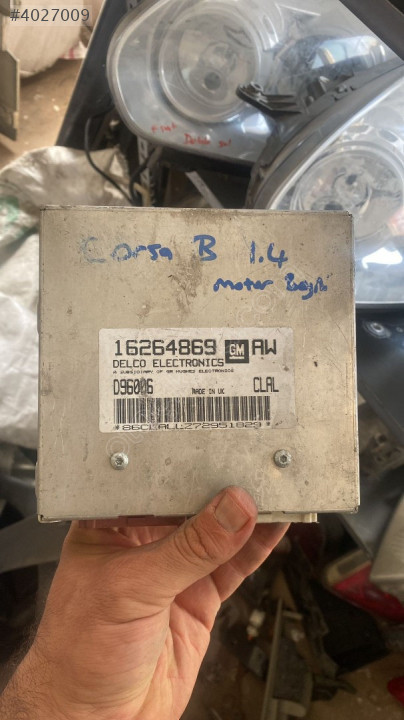 #4027009
Corsa B 1.4
motor Beyni
16264869 GM AW
DELCO ELECTRONICS
A SUBSIDIARY OF GM HUGHES ELECTRONICS
D96006 MADE IN UK CLAL
*86CLALLZ72951829*